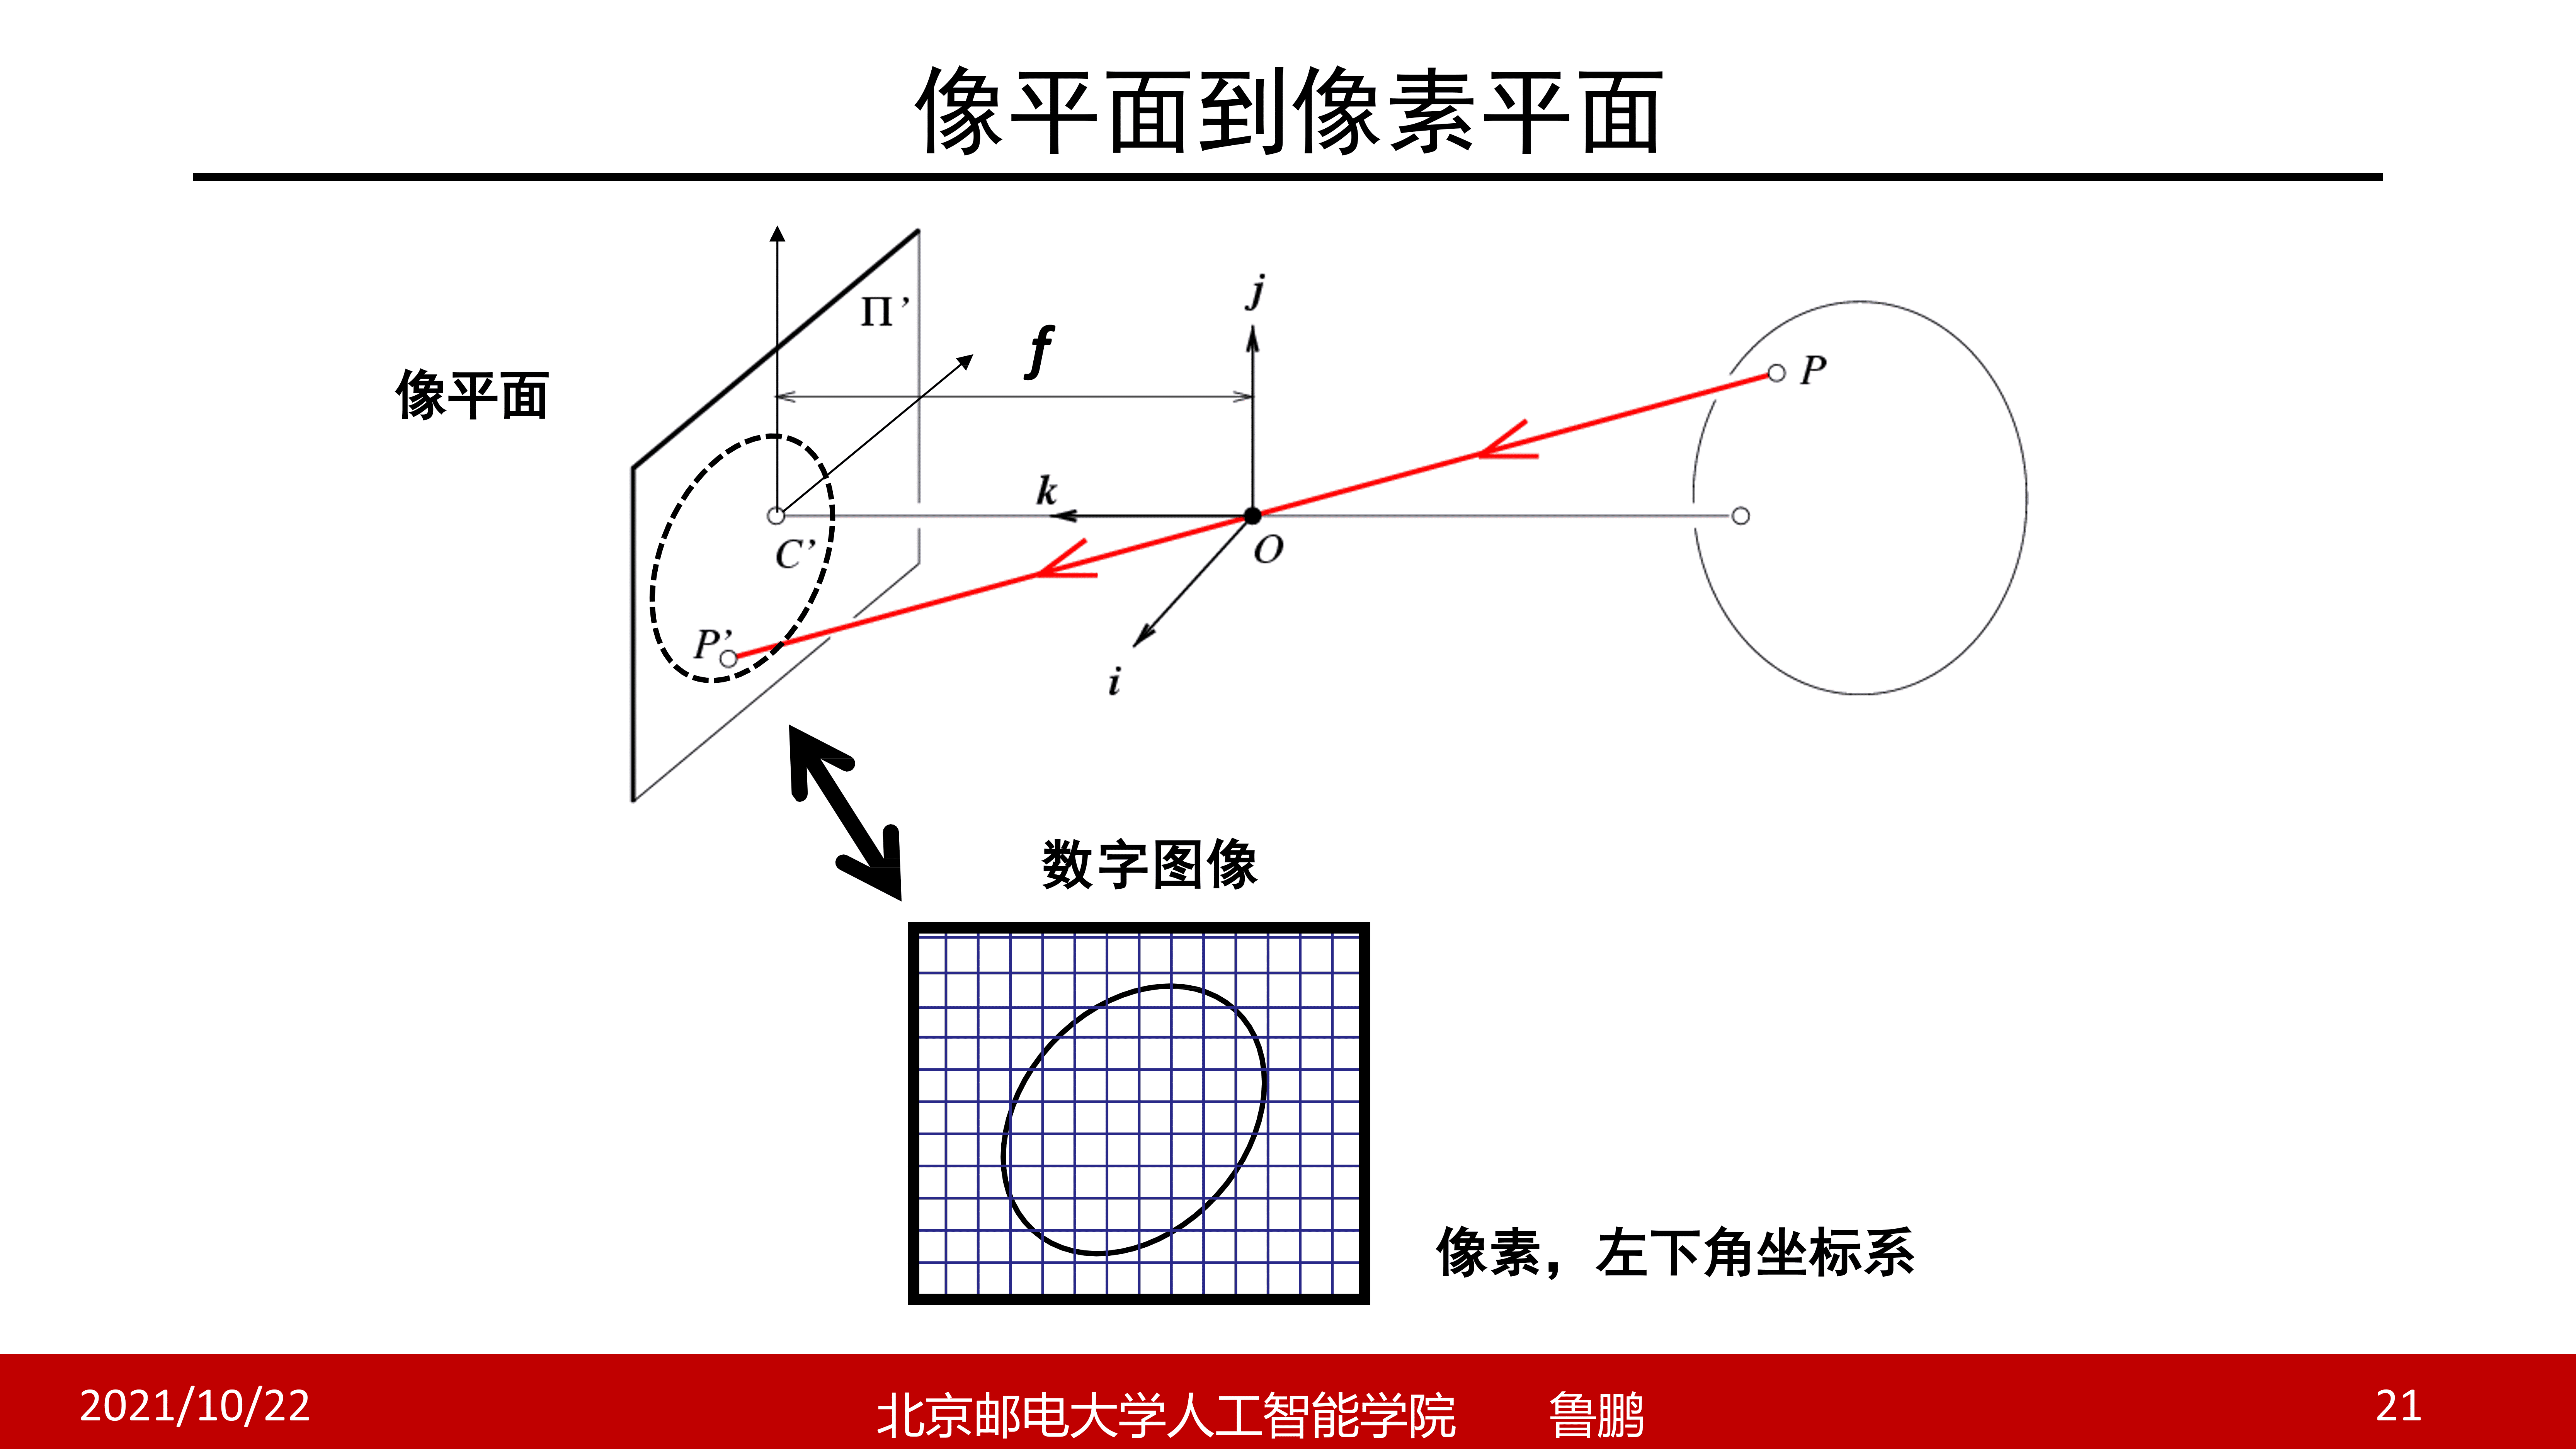 像平面到像素平面
Π’
j
f
像平面
P
k
C’
O
P’
i
数字图像
像素，左下角坐标系
2021/10/22
北京邮电大学人工智能学院 鲁鹏
21